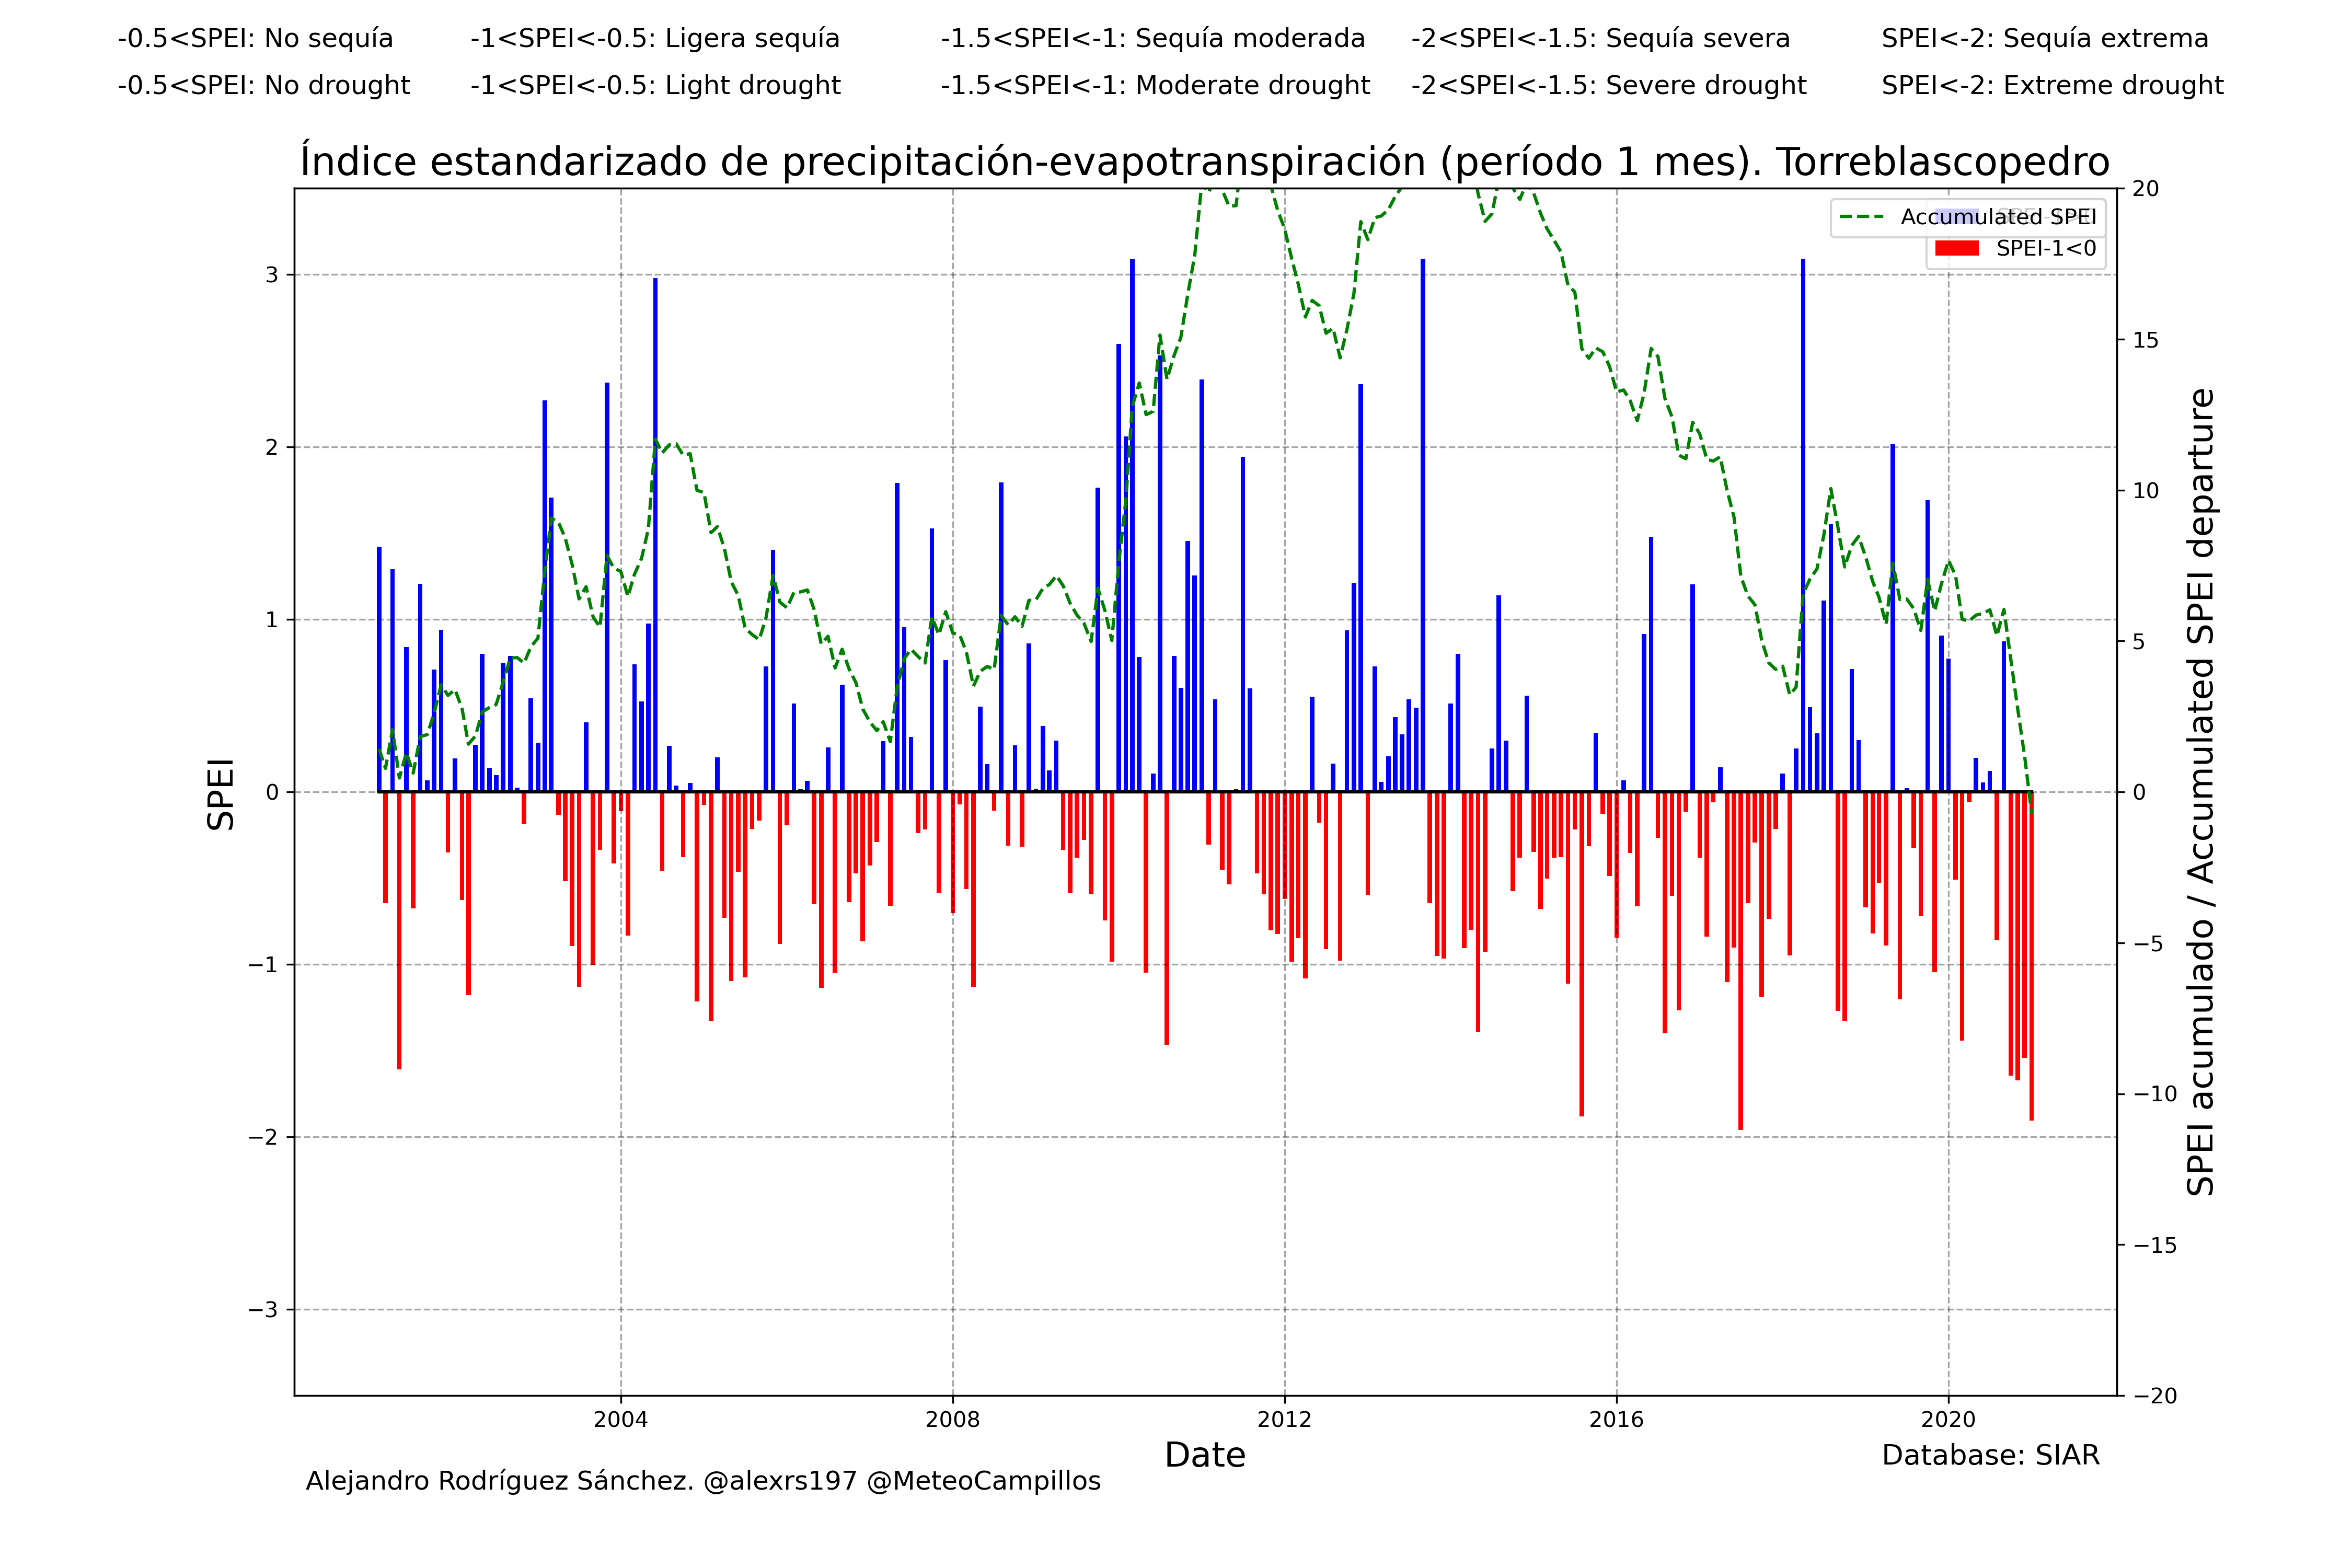 -0.5<SPEI: No sequía -1<SPEI<-0.5: Ligera sequía -1.5<SPEI<-1: Sequía moderada -2<SPEI<-1.5: Sequía severa SPEI<-2: Sequía extrema
-0.5<SPEI: No drought -1<SPEI<-0.5: Light drought -1.5<SPEI<-1: Moderate drought -2<SPEI<-1.5: Severe drought SPEI<-2: Extreme drought
Índice estandarizado de precipitación-evapotranspiración (período 1 mes). Torreblascopedro
Accumulated SPEI
SPEI-1<0
3
2
1
0
−1
−2
−3
SPEI
20
15
10
5
0
−5
−10
−15
−20
SPEI acumulado / Accumulated SPEI departure
2004 2008 2012 2016 2020
Date
Database: SIAR
Alejandro Rodríguez Sánchez. @alexrs197 @MeteoCampillos